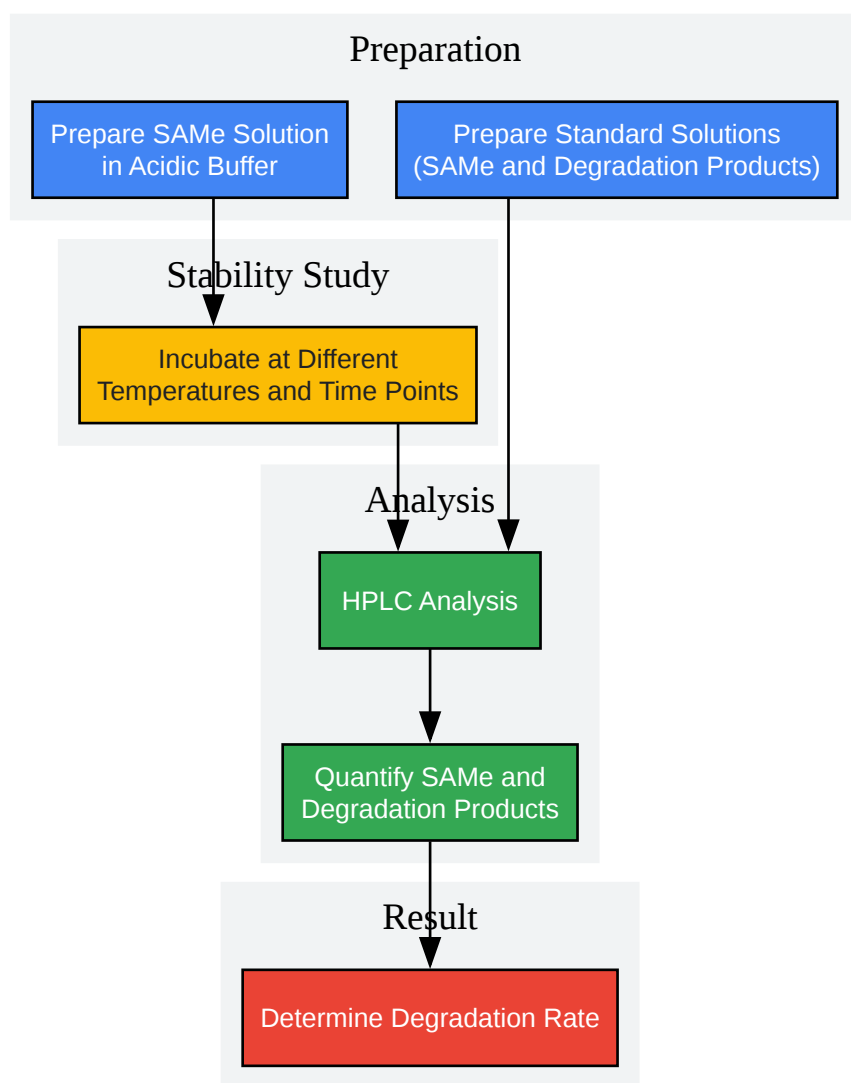 Preparation
Prepare SAMe Solution
in Acidic Buffer
Prepare Standard Solutions
(SAMe and Degradation Products)
Stability Study
Incubate at Different
Temperatures and Time Points
Analysis
HPLC Analysis
Quantify SAMe and
Degradation Products
Result
Determine Degradation Rate